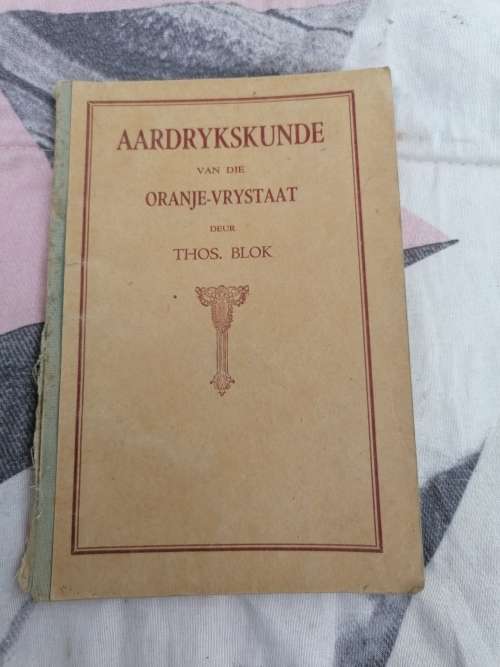 AARDRYKSKUNDE
VAN DIE
ORANJE-VRYSTAAT
DEUR
THOS. BLOK